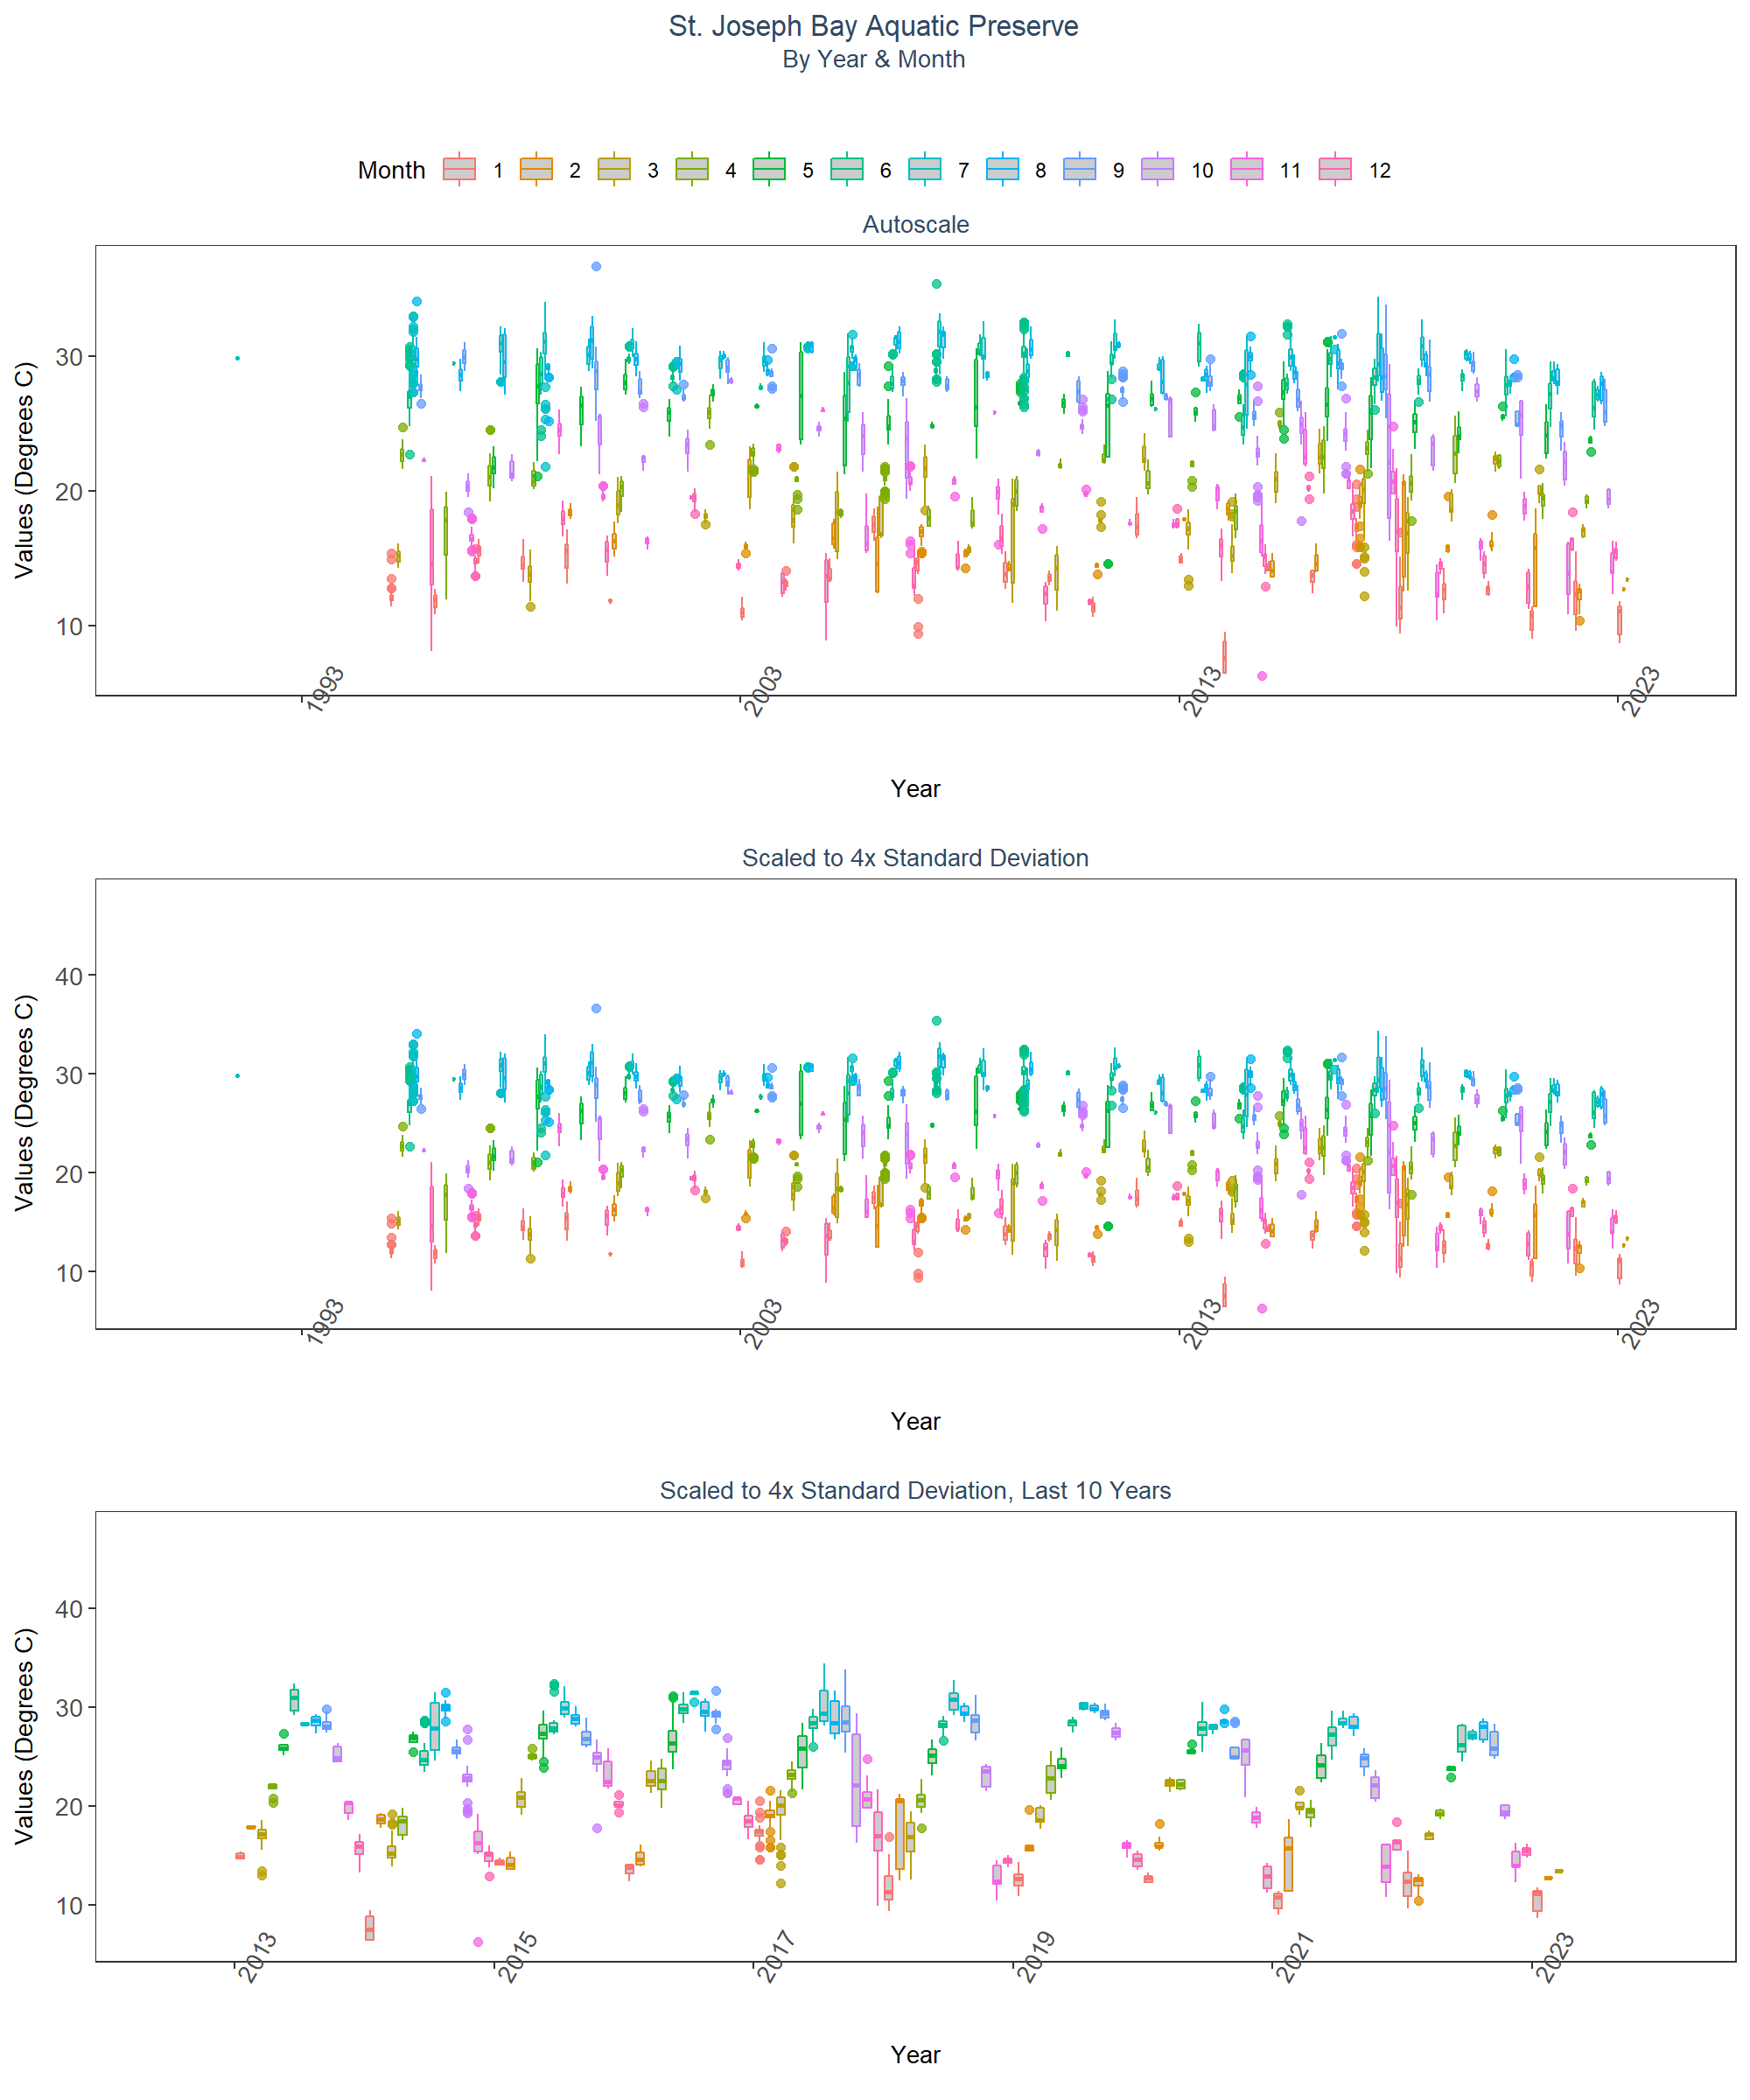 St. Joseph Bay Aquatic Preserve
By Year & Month
Month 1 2 3 4 5 6 7 8 9 10 11 12
Autoscale
Values (Degrees C)
30
20
10
1993 2003 2013 2023
Year
Scaled to 4x Standard Deviation
Values (Degrees C)
40
30
20
10
1993 2003 2013 2023
Year
Scaled to 4x Standard Deviation, Last 10 Years
Values (Degrees C)
40
30
20
10
2013 2015 2017 2019 2021 2023
Year